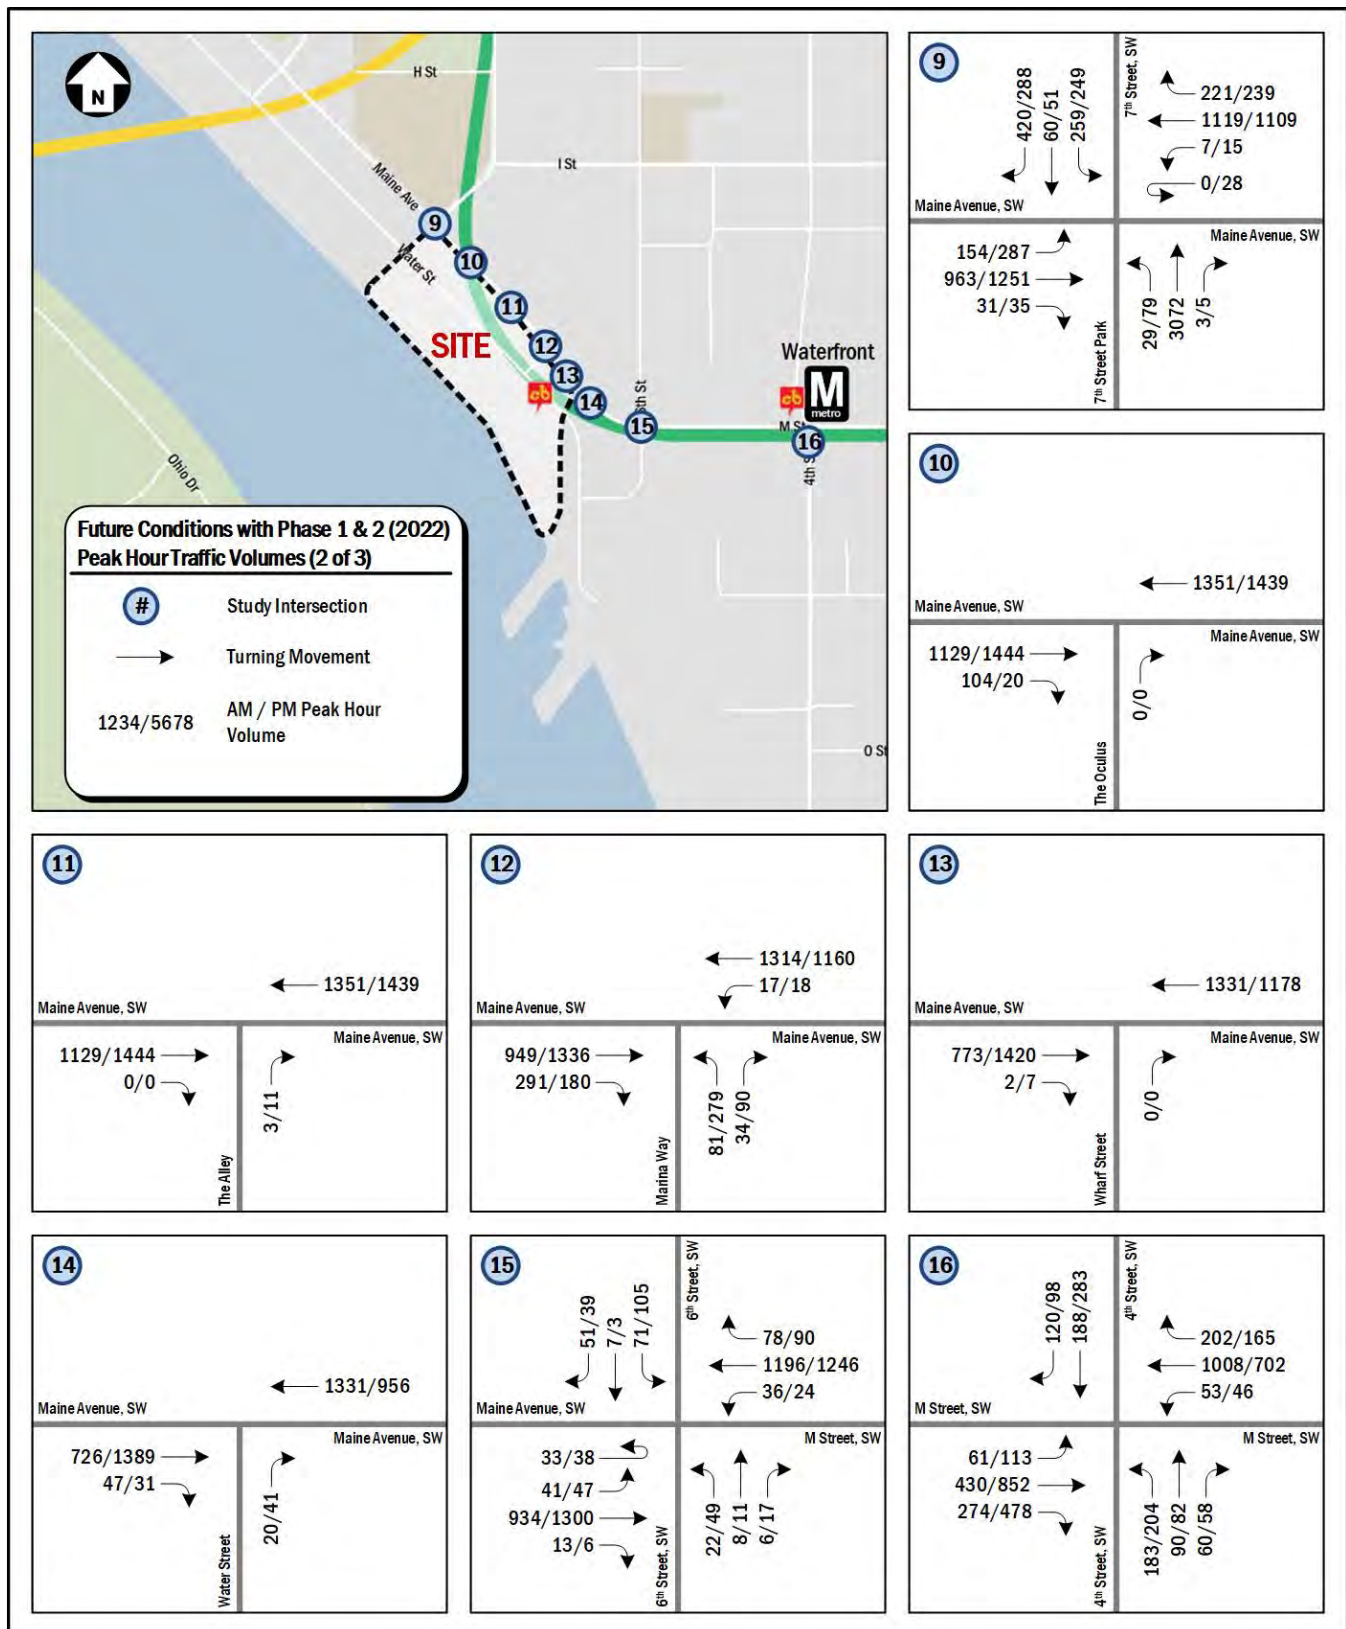 N
H St
I St
Maine Ave
Water St
9
10
11
12
13
14
15
16
SITE
Waterfront
M
metro
cb
cb
M St
Ohio Dr
O St
Future Conditions with Phase 1 & 2 (2022)
Peak Hour Traffic Volumes (2 of 3)
#
Study Intersection
Turning Movement
1234/5678
AM / PM Peak Hour
Volume
9
420/288
60/51
259/249
7th Street, SW
221/239
1119/1109
7/15
0/28
Maine Avenue, SW
Maine Avenue, SW
154/287
963/1251
31/35
29/79
3072
3/5
7th Street Park
10
1351/1439
Maine Avenue, SW
Maine Avenue, SW
1129/1444
104/20
0/0
The Oculus
11
1351/1439
Maine Avenue, SW
Maine Avenue, SW
1129/1444
0/0
3/11
The Alley
12
1314/1160
17/18
Maine Avenue, SW
Maine Avenue, SW
949/1336
291/180
81/279
34/90
Marina Way
13
1331/1178
Maine Avenue, SW
Maine Avenue, SW
773/1420
2/7
0/0
Wharf Street
14
1331/956
Maine Avenue, SW
Maine Avenue, SW
726/1389
47/31
20/41
Water Street
15
51/39
7/3
71/105
6th Street, SW
78/90
1196/1246
36/24
Maine Avenue, SW
M Street, SW
33/38
41/47
934/1300
13/6
22/49
8/11
6/17
6th Street, SW
16
120/98
188/283
4th Street, SW
202/165
1008/702
53/46
M Street, SW
M Street, SW
61/113
430/852
274/478
183/204
90/82
60/58
4th Street, SW